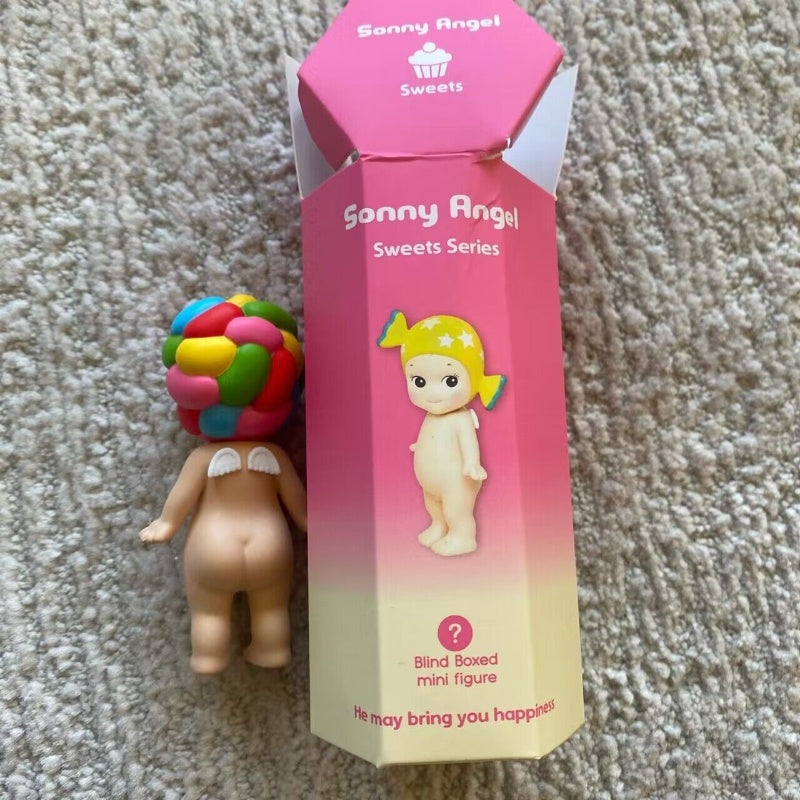 Sonny Angel
Sweets
Sonny Angel
Sweets Series
?
Blind Boxed
mini figure
He may bring you happiness